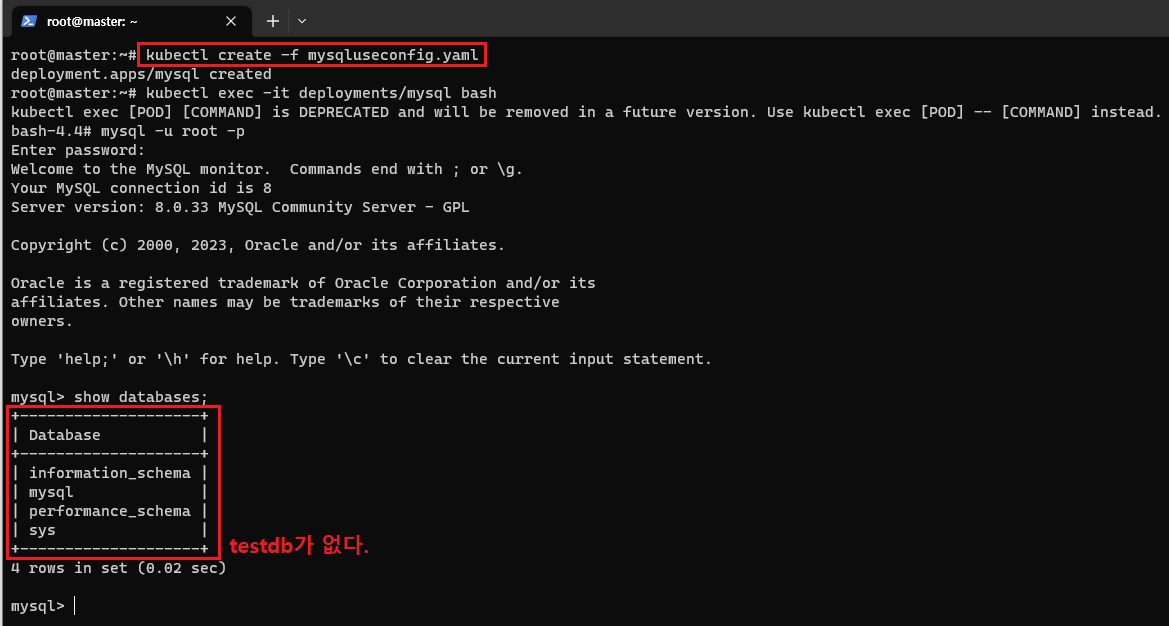 root@master: ~
root@master:~# kubectl create -f mysqluseconfig.yaml
deployment.apps/mysql created
root@master:~# kubectl exec -it deployments/mysql bash
kubectl exec [POD] [COMMAND] is DEPRECATED and will be removed in a future version. Use kubectl exec [POD] -- [COMMAND] instead.
bash-4.4# mysql -u root -p
Enter password:
Welcome to the MySQL monitor.  Commands end with ; or \g.
Your MySQL connection id is 8
Server version: 8.0.33 MySQL Community Server - GPL
Copyright (c) 2000, 2023, Oracle and/or its affiliates.
Oracle is a registered trademark of Oracle Corporation and/or its
affiliates. Other names may be trademarks of their respective
owners.
Type 'help;' or '\h' for help. Type '\c' to clear the current input statement.
mysql> show databases;
+--------------------+
| Database           |
+--------------------+
| information_schema |
| mysql              |
| performance_schema |
| sys                |
+--------------------+
testdb가 없다.
4 rows in set (0.02 sec)
mysql>